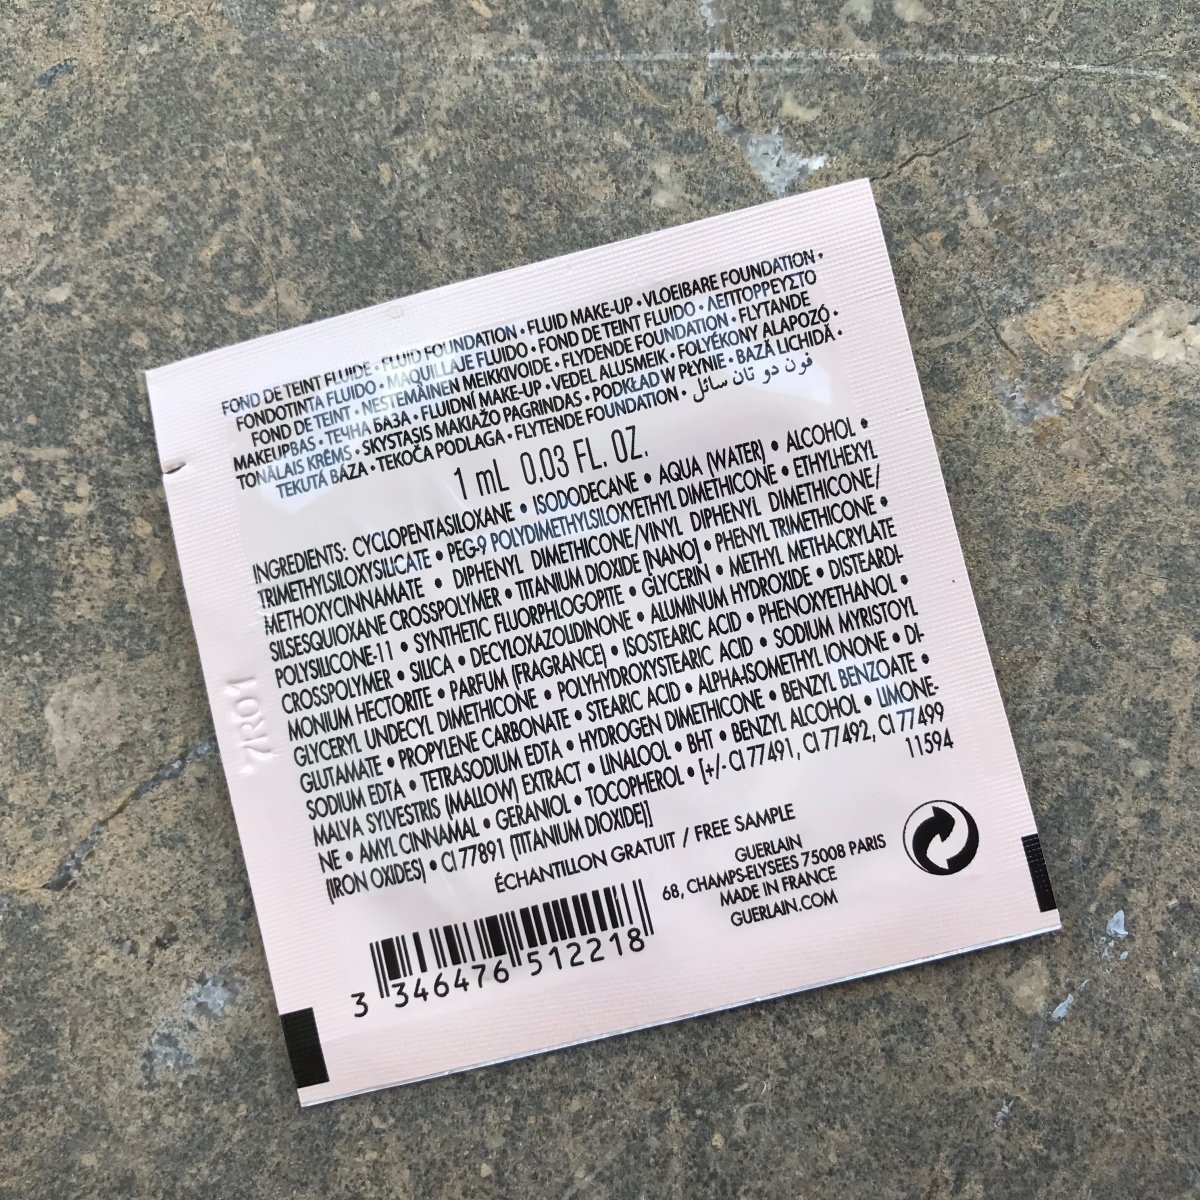 FOND DE TEINT FLUIDE • FLUID FOUNDATION • FLUID MAKE-UP • VLOEIBARE FOUNDATION •
FONDOTINTA FLUIDO • MAQUILLAJE FLUIDO • FOND DE TEINT FLUIDO • ΛΕΠΤΟΡΡΕΥΣΤΟ
FOND DE TEINT • NESTEMÄINEN MEIKKIVOIDE • FLYDENDE FOUNDATION • FLYTANDE
MAKEUPBAS • ТЕЧНА БАЗА • FLUIDNÍ MAKE-UP • VEDEL ALUSMEIK • FOLYÉKONY ALAPOZÓ •
TONĀLAIS KRĒMS • SKYSTASIS MAKIAŽO PAGRINDAS • PODKŁAD W PŁYNIE • BAZĂ LICHIDĂ •
TEKUTÁ BÁZA • TEKOČA PODLAGA • FLYTENDE FOUNDATION • فون دو تان سائل
1 mL 0.03 FL. OZ.
INGREDIENTS: CYCLOPENTASILOXANE • ISODODECANE • AQUA (WATER) • ALCOHOL •
TRIMETHYLSILOXYSILICATE • PEG-9 POLYDIMETHYLSILOXYETHYL DIMETHICONE • ETHYLHEXYL
METHOXYCINNAMATE • DIPHENYL DIMETHICONE/VINYL DIPHENYL DIMETHICONE/
SILSESQUIOXANE CROSSPOLYMER • TITANIUM DIOXIDE [NANO] • PHENYL TRIMETHICONE •
POLYSILICONE-11 • SYNTHETIC FLUORPHLOGOPITE • GLYCERIN • METHYL METHACRYLATE
CROSSPOLYMER • SILICA • DECYLOXAZOLIDINONE • ALUMINUM HYDROXIDE • DISTEARDI-
MONIUM HECTORITE • PARFUM (FRAGRANCE) • ISOSTEARIC ACID • PHENOXYETHANOL •
GLYCERYL UNDECYL DIMETHICONE • POLYHYDROXYSTEARIC ACID • SODIUM MYRISTOYL
GLUTAMATE • PROPYLENE CARBONATE • STEARIC ACID • ALPHA-ISOMETHYL IONONE • DI-
SODIUM EDTA • TETRASODIUM EDTA • HYDROGEN DIMETHICONE • BENZYL BENZOATE •
MALVA SYLVESTRIS (MALLOW) EXTRACT • LINALOOL • BHT • BENZYL ALCOHOL • LIMONE-
NE • AMYL CINNAMAL • GERANIOL • TOCOPHEROL • [+/- CI 77491, CI 77492, CI 77499
(IRON OXIDES) • CI 77891 (TITANIUM DIOXIDE)]
11594
ÉCHANTILLON GRATUIT / FREE SAMPLE
GUERLAIN
68, CHAMPS-ELYSEES 75008 PARIS
MADE IN FRANCE
GUERLAIN.COM
3 346476 512218
7R01